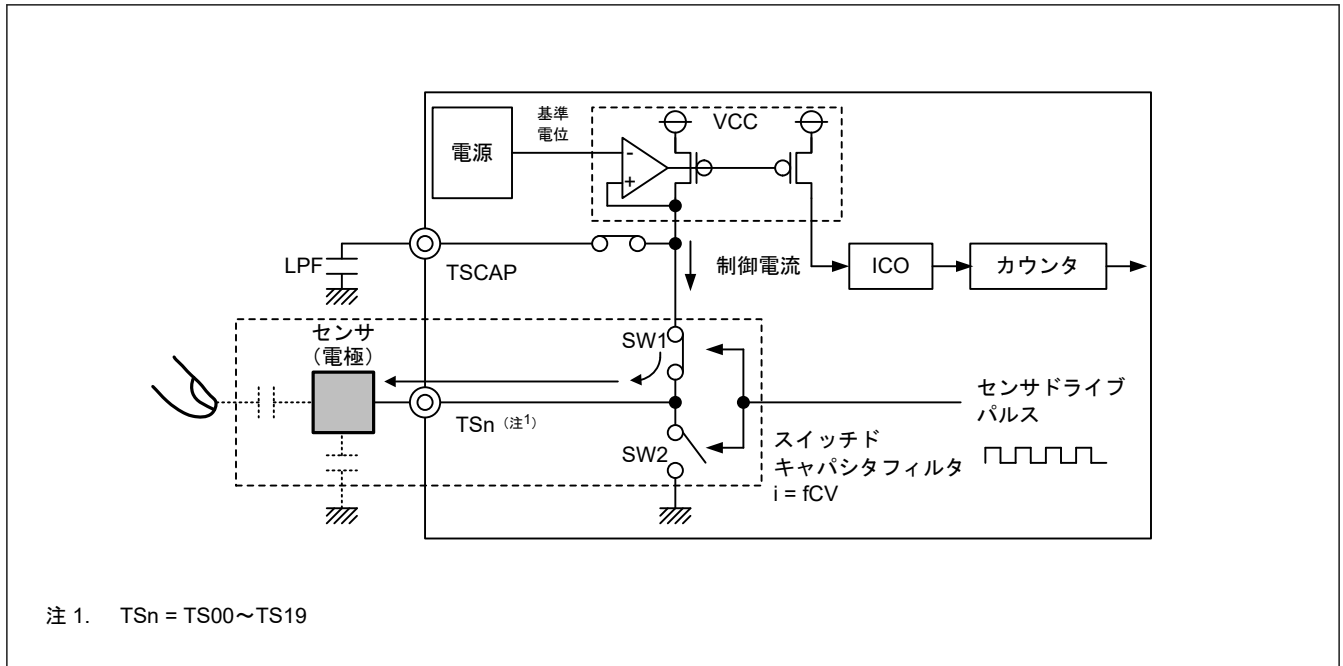 電源
基準
電位
VCC
-
+
LPF
TSCAP
制御電流
ICO
カウンタ
センサ
(電極)
SW1
TSn (注1)
SW2
センサドライブ
パルス
スイッチド
キャパシタフィルタ
i = fCV
注 1. TSn = TS00~TS19